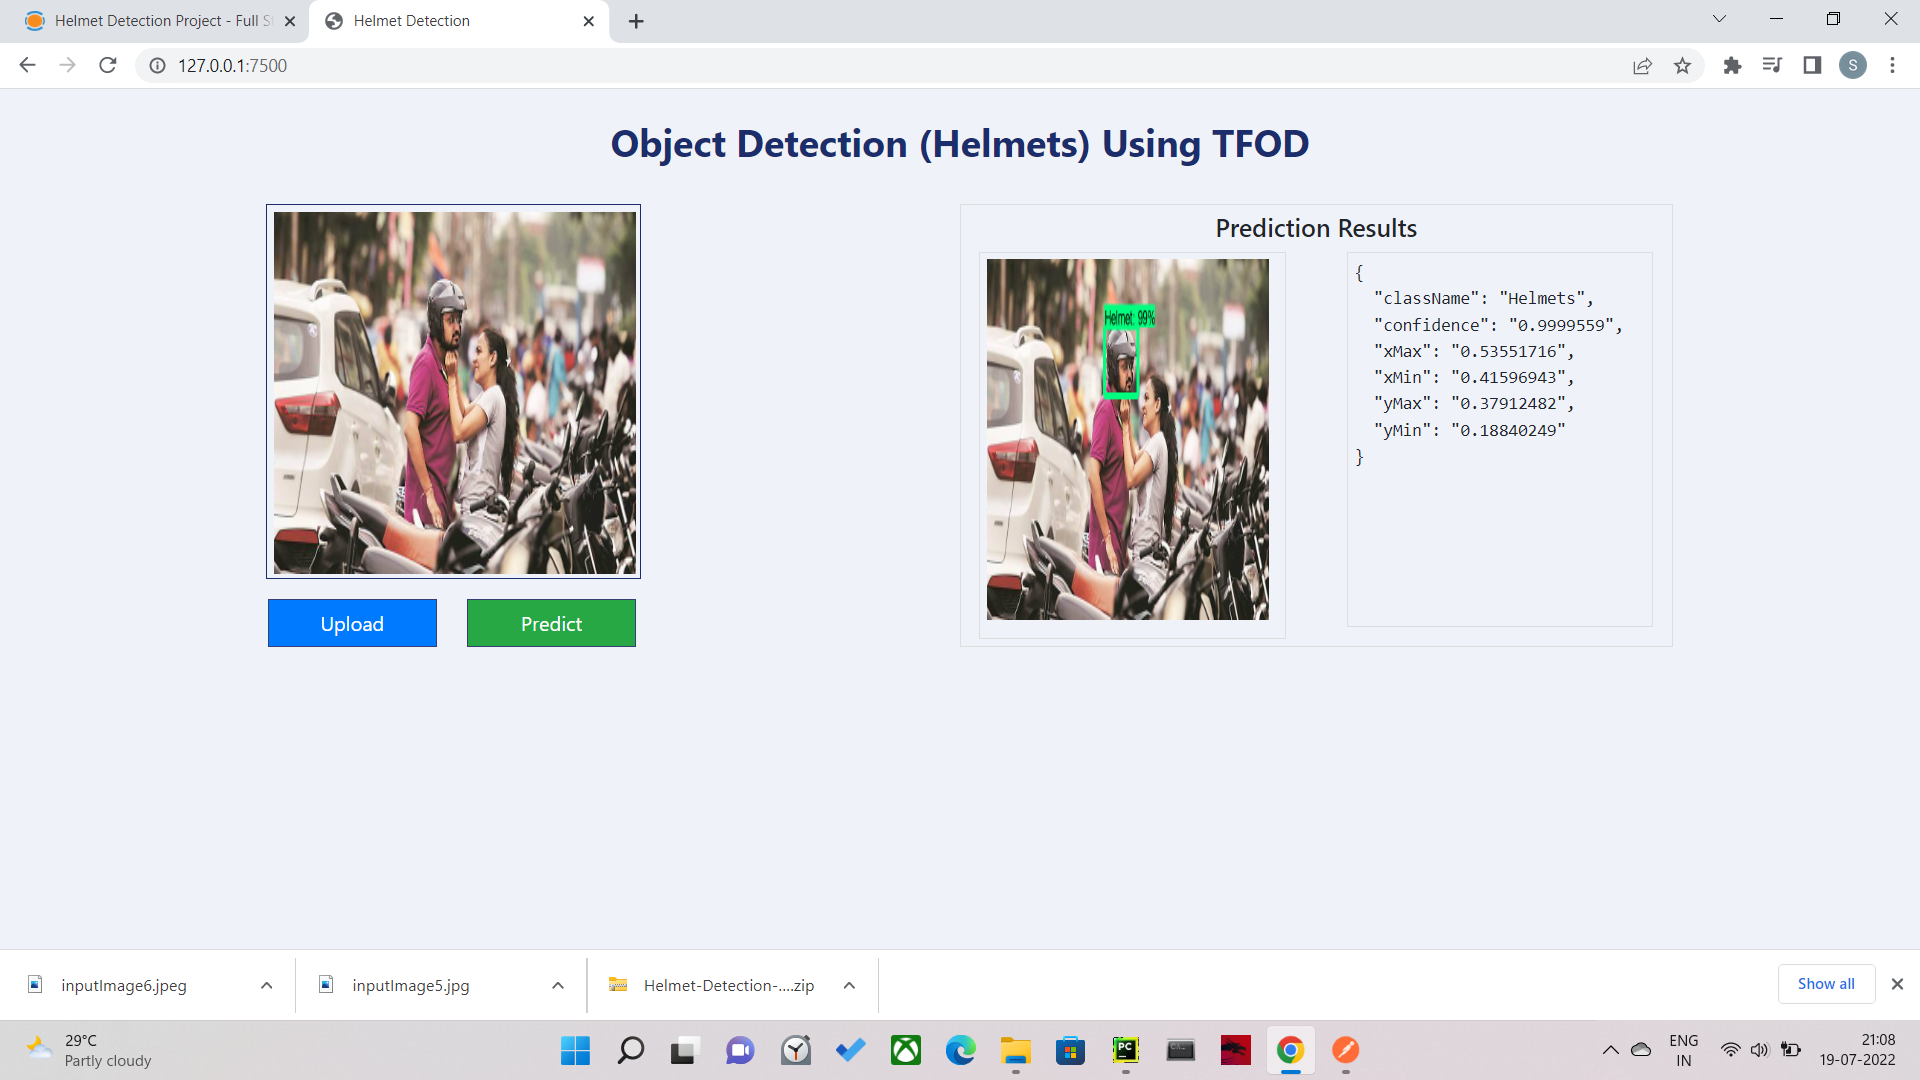 Helmet Detection Project - Full S
Helmet Detection
127.0.0.1:7500
S
Object Detection (Helmets) Using TFOD
Prediction Results
Helmet: 99%
{
"className": "Helmets",
"confidence": "0.9999559",
"xMax": "0.53551716",
"xMin": "0.41596943",
"yMax": "0.37912482",
"yMin": "0.18840249"
}
Upload
Predict
inputImage6.jpeg
inputImage5.jpg
Helmet-Detection-....zip
Show all
29°C
Partly cloudy
PC
ENG
IN
21:08
19-07-2022